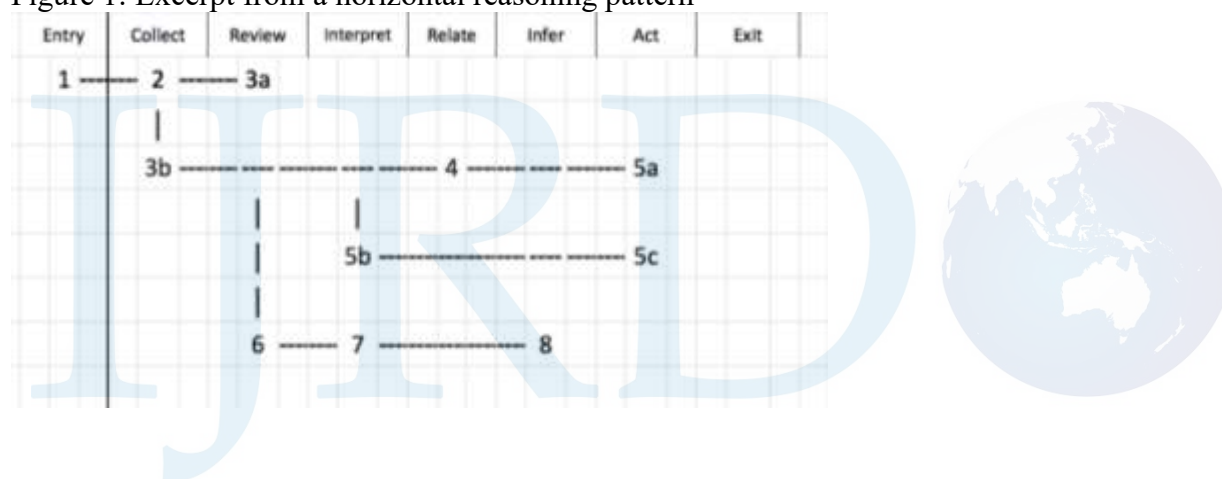 Figure 1: Excerpt from a horizontal reasoning pattern
Entry Collect Review Interpret Relate Infer Act Exit
1 2 3a
3b 4 5a
5b 5c
6 7 8
IJRD